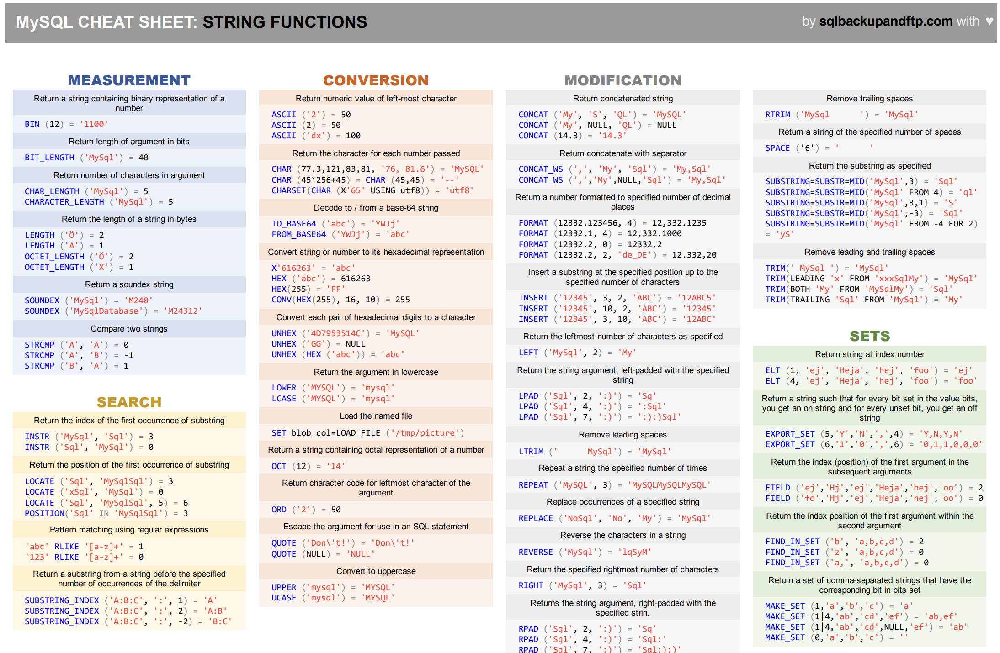 MySQL CHEAT SHEET: STRING FUNCTIONS
by sqlbackupandftp.com with ♥
MEASUREMENT
Return a string containing binary representation of a
number
BIN (12) = '1100'
Return length of argument in bits
BIT_LENGTH ('MySql') = 40
Return number of characters in argument
CHAR_LENGTH ('MySql') = 5
CHARACTER_LENGTH ('MySql') = 5
Return the length of a string in bytes
LENGTH ('Ö') = 2
LENGTH ('A') = 1
OCTET_LENGTH ('Ö') = 2
OCTET_LENGTH ('X') = 1
Return a soundex string
SOUNDEX ('MySql') = 'M240'
SOUNDEX ('MySqlDatabase') = 'M24312'
Compare two strings
STRCMP ('A', 'A') = 0
STRCMP ('A', 'B') = -1
STRCMP ('B', 'A') = 1
SEARCH
Return the index of the first occurrence of substring
INSTR ('MySql', 'Sql') = 3
INSTR ('Sql', 'MySql') = 0
Return the position of the first occurrence of substring
LOCATE ('Sql', 'MySqlSql') = 3
LOCATE ('xSql', 'MySql') = 0
LOCATE ('Sql', 'MySqlSql', 5) = 6
POSITION('Sql' IN 'MySqlSql') = 3
Pattern matching using regular expressions
'abc' RLIKE '[a-z]+' = 1
'123' RLIKE '[a-z]+' = 0
Return a substring from a string before the specified
number of occurrences of the delimiter
SUBSTRING_INDEX ('A:B:C', ':', 1) = 'A'
SUBSTRING_INDEX ('A:B:C', ':', 2) = 'A:B'
SUBSTRING_INDEX ('A:B:C', ':', -2) = 'B:C'
CONVERSION
Return numeric value of left-most character
ASCII ('2') = 50
ASCII (2) = 50
ASCII ('dx') = 100
Return the character for each number passed
CHAR (77.3,121,83,81, '76, 81.6') = 'MySQL'
CHAR (45*256+45) = CHAR (45,45) = '--'
CHARSET(CHAR (X'65' USING utf8)) = 'utf8'
Decode to / from a base-64 string
TO_BASE64 ('abc') = 'YWJj'
FROM_BASE64 ('YWJj') = 'abc'
Convert string or number to its hexadecimal representation
X'616263' = 'abc'
HEX ('abc') = 616263
HEX(255) = 'FF'
CONV(HEX(255), 16, 10) = 255
Convert each pair of hexadecimal digits to a character
UNHEX ('4D7953514C') = 'MySQL'
UNHEX ('GG') = NULL
UNHEX (HEX ('abc')) = 'abc'
Return the argument in lowercase
LOWER ('MYSQL') = 'mysql'
LCASE ('MYSQL') = 'mysql'
Load the named file
SET blob_col=LOAD_FILE ('/tmp/picture')
Return a string containing octal representation of a number
OCT (12) = '14'
Return character code for leftmost character of the
argument
ORD ('2') = 50
Escape the argument for use in an SQL statement
QUOTE ('Don\'t!') = 'Don\'t!'
QUOTE (NULL) = 'NULL'
Convert to uppercase
UPPER ('mysql') = 'MYSQL'
UCASE ('mysql') = 'MYSQL'
MODIFICATION
Return concatenated string
CONCAT ('My', 'S', 'QL') = 'MySQL'
CONCAT ('My', NULL, 'QL') = NULL
CONCAT (14.3) = '14.3'
Return concatenate with separator
CONCAT_WS (',', 'My', 'Sql') = 'My,Sql'
CONCAT_WS (',','My',NULL,'Sql') = 'My,Sql'
Return a number formatted to specified number of decimal
places
FORMAT (12332.123456, 4) = 12,332.1235
FORMAT (12332.1, 4) = 12,332.1000
FORMAT (12332.2, 0) = 12332.2
FORMAT (12332.2, 2, 'de_DE') = 12.332,20
Insert a substring at the specified position up to the
specified number of characters
INSERT ('12345', 3, 2, 'ABC') = '12ABC5'
INSERT ('12345', 10, 2, 'ABC') = '12345'
INSERT ('12345', 3, 10, 'ABC') = '12ABC'
Return the leftmost number of characters as specified
LEFT ('MySql', 2) = 'My'
Return the string argument, left-padded with the specified
string
LPAD ('Sql', 2, ':)') = 'Sq'
LPAD ('Sql', 4, ':)') = ':Sql'
LPAD ('Sql', 7, ':)') = ':):)Sql'
Remove leading spaces
LTRIM ('      MySql') = 'MySql'
Repeat a string the specified number of times
REPEAT ('MySQL', 3) = 'MySQLMySQLMySQL'
Replace occurrences of a specified string
REPLACE ('NoSql', 'No', 'My') = 'MySql'
Reverse the characters in a string
REVERSE ('MySql') = 'lqSyM'
Return the specified rightmost number of characters
RIGHT ('MySql', 3) = 'Sql'
Returns the string argument, right-padded with the
specified strin.
RPAD ('Sql', 2, ':)') = 'Sq'
RPAD ('Sql', 4, ':)') = 'Sql:'
RPAD ('Sql', 7, ':)') = 'Sql:):)'
Remove trailing spaces
RTRIM ('MySql      ') = 'MySql'
Return a string of the specified number of spaces
SPACE ('6') = '      '
Return the substring as specified
SUBSTRING=SUBSTR=MID('MySql',3) = 'Sql'
SUBSTRING=SUBSTR=MID('MySql' FROM 4) = 'ql'
SUBSTRING=SUBSTR=MID('MySql',3,1) = 'S'
SUBSTRING=SUBSTR=MID('MySql',-3) = 'Sql'
SUBSTRING=SUBSTR=MID('MySql' FROM -4 FOR 2)
= 'yS'
Remove leading and trailing spaces
TRIM(' MySql ') = 'MySql'
TRIM(LEADING 'x' FROM 'xxxSqlMy') = 'MySql'
TRIM(BOTH 'My' FROM 'MySqlMy') = 'Sql'
TRIM(TRAILING 'Sql' FROM 'MySql') = 'My'
SETS
Return string at index number
ELT (1, 'ej', 'Heja', 'hej', 'foo') = 'ej'
ELT (4, 'ej', 'Heja', 'hej', 'foo') = 'foo'
Return a string such that for every bit set in the value bits,
you get an on string and for every unset bit, you get an off
string
EXPORT_SET (5,'Y','N',',',4) = 'Y,N,Y,N'
EXPORT_SET (6,'1','0',',',6) = '0,1,1,0,0,0'
Return the index (position) of the first argument in the
subsequent arguments
FIELD ('ej','Hj','ej','Heja','hej','oo') = 2
FIELD ('fo','Hj','ej','Heja','hej','oo') = 0
Return the index position of the first argument within the
second argument
FIND_IN_SET ('b', 'a,b,c,d') = 2
FIND_IN_SET ('z', 'a,b,c,d') = 0
FIND_IN_SET ('a,', 'a,b,c,d') = 0
Return a set of comma-separated strings that have the
corresponding bit in bits set
MAKE_SET (1,'a','b','c') = 'a'
MAKE_SET (1|4,'ab','cd','ef') = 'ab,ef'
MAKE_SET (1|4,'ab','cd',NULL,'ef') = 'ab'
MAKE_SET (0,'a','b','c') = ''